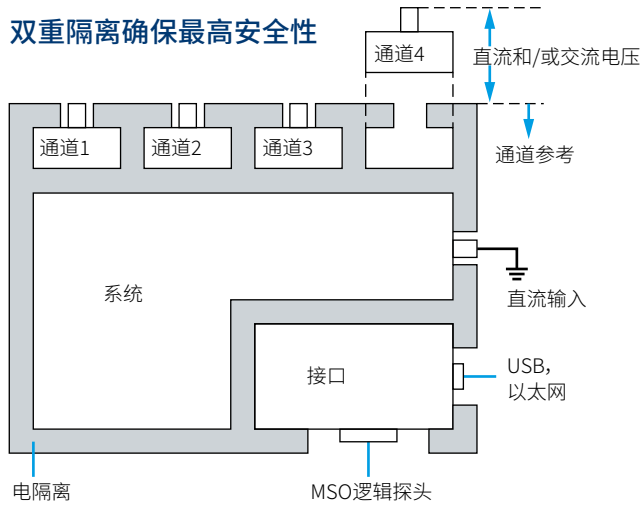 双重隔离确保最高安全性
通道4
直流和/或交流电压
通道1
通道2
通道3
通道参考
系统
直流输入
接口
USB,
以太网
电隔离
MSO逻辑探头